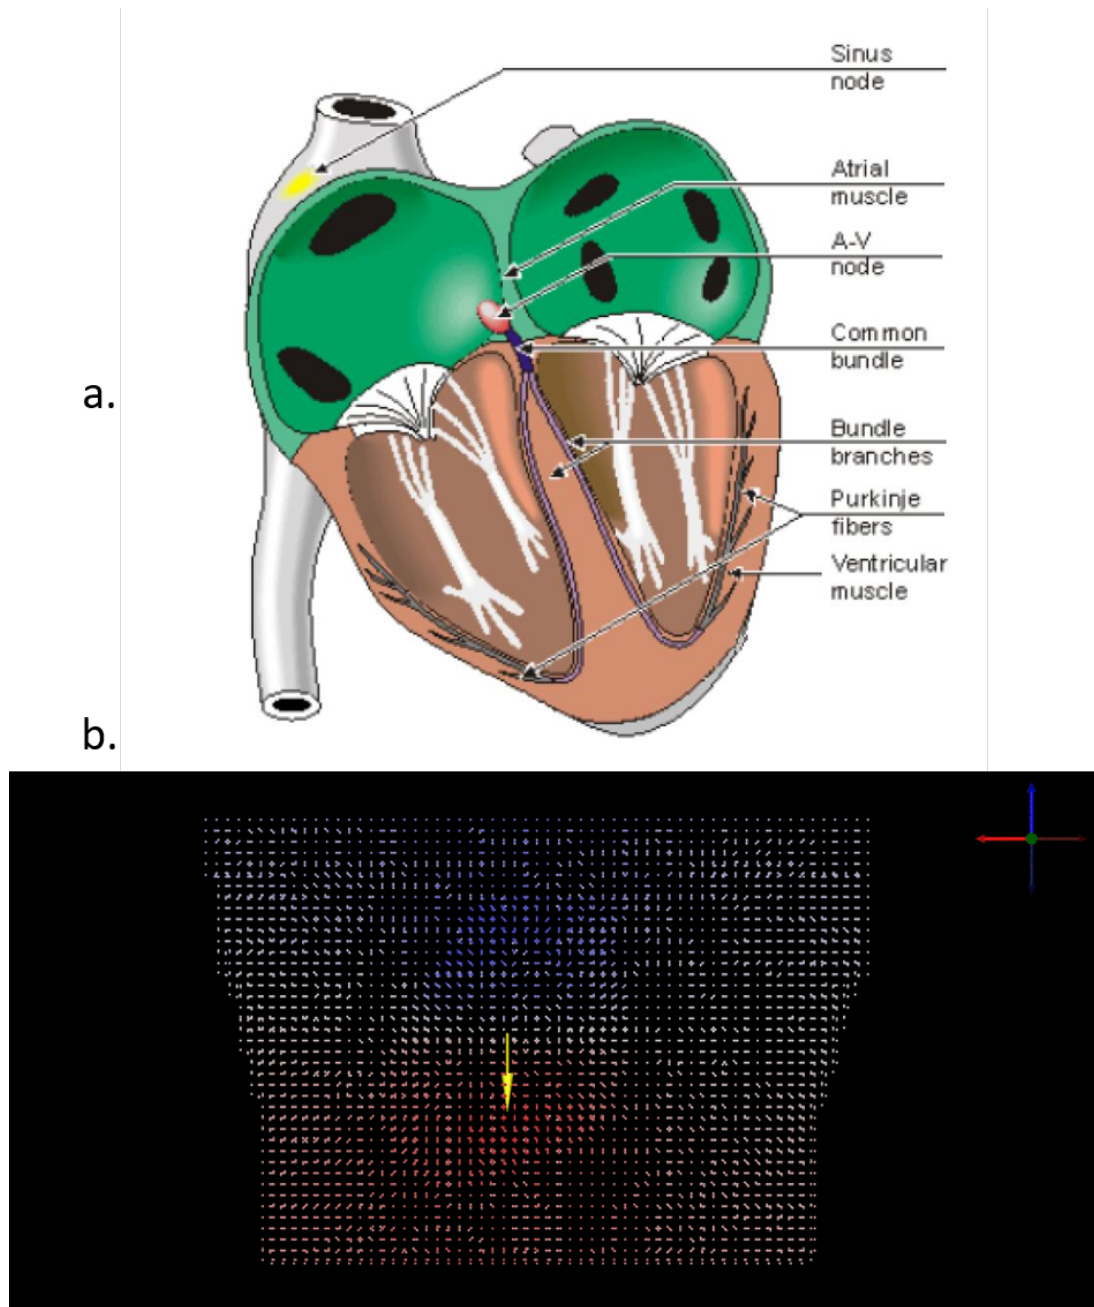 Sinus
node
Atrial
muscle
A-V
node
Common
bundle
a.
Bundle
branches
Purkinje
fibers
Ventricular
muscle
b.